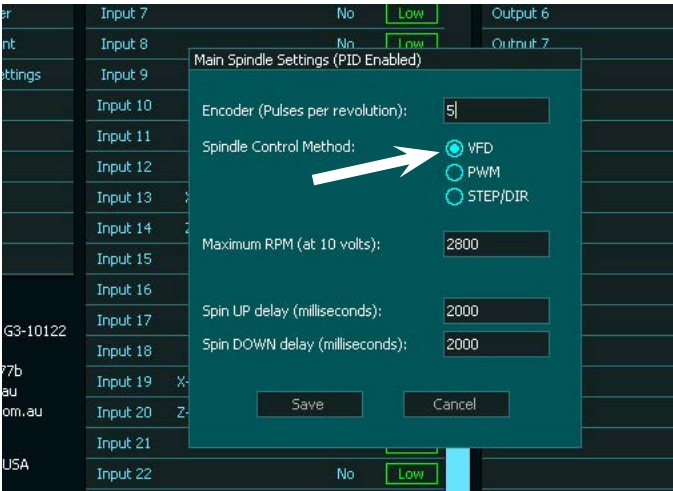 Input 7 No Low Output 6
Input 8 No Low Output 7
Input 9
Input 10
Input 11
Input 12
Input 13
Input 14
Input 15
Input 16
Input 17
Input 18
Input 19 X-
Input 20 Z-
Input 21
Input 22 No Low
G3-10122
77b
au
om.au
USA
Main Spindle Settings (PID Enabled)
Encoder (Pulses per revolution): 5
Spindle Control Method: VFD
PWM
STEP/DIR
Maximum RPM (at 10 volts): 2800
Spin UP delay (milliseconds): 2000
Spin DOWN delay (milliseconds): 2000
Save Cancel